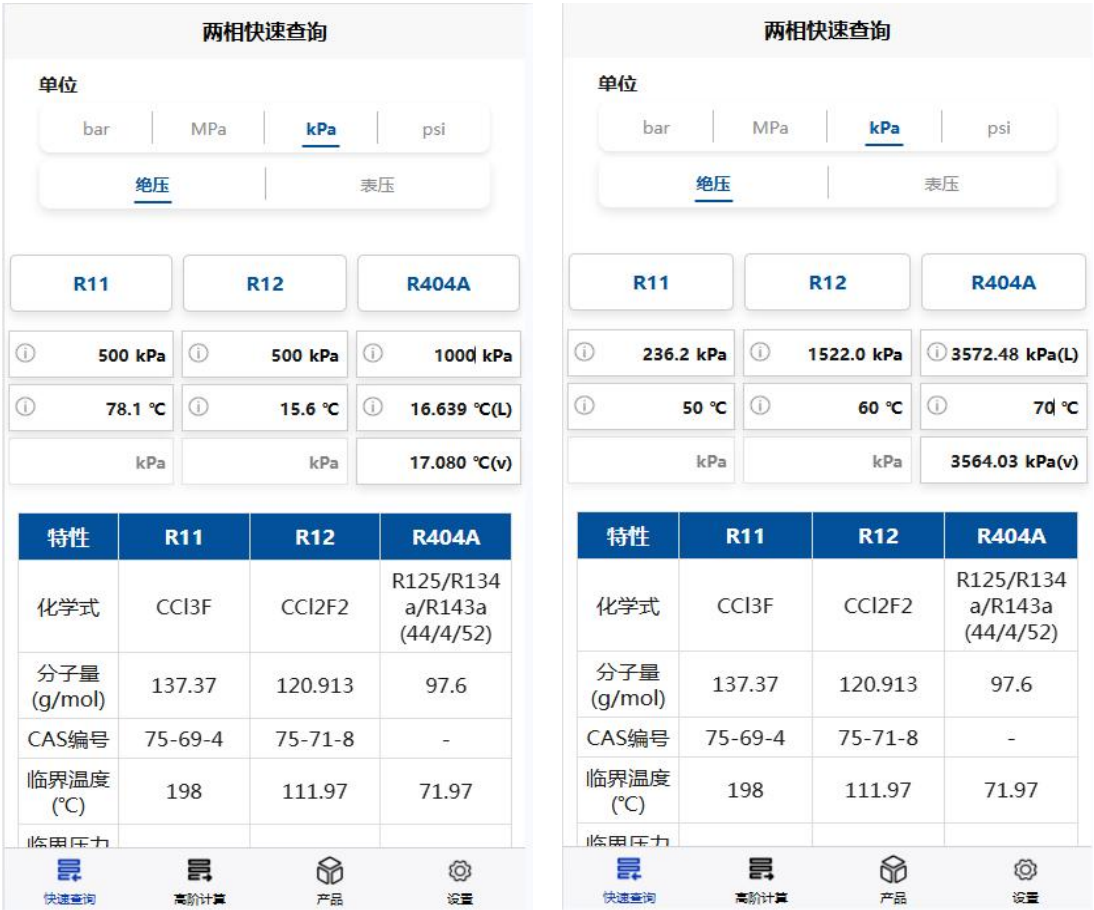 两相快速查询
单位
bar MPa kPa psi
绝压 表压
R11 R12 R404A
500 kPa 500 kPa 1000 kPa
78.1 ℃ 15.6 ℃ 16.639 ℃(L)
kPa kPa 17.080 ℃(v)
特性 R11 R12 R404A
化学式 CCl3F CCl2F2 R125/R134
a/R143a
(44/4/52)
分子量
(g/mol) 137.37 120.913 97.6
CAS编号 75-69-4 75-71-8 -
临界温度
(℃) 198 111.97 71.97
临界压力
快速查询 高阶计算 产品 设置
两相快速查询
单位
bar MPa kPa psi
绝压 表压
R11 R12 R404A
236.2 kPa 1522.0 kPa 3572.48 kPa(L)
50 ℃ 60 ℃ 70 ℃
kPa kPa 3564.03 kPa(v)
特性 R11 R12 R404A
化学式 CCl3F CCl2F2 R125/R134
a/R143a
(44/4/52)
分子量
(g/mol) 137.37 120.913 97.6
CAS编号 75-69-4 75-71-8 -
临界温度
(℃) 198 111.97 71.97
临界压力
快速查询 高阶计算 产品 设置